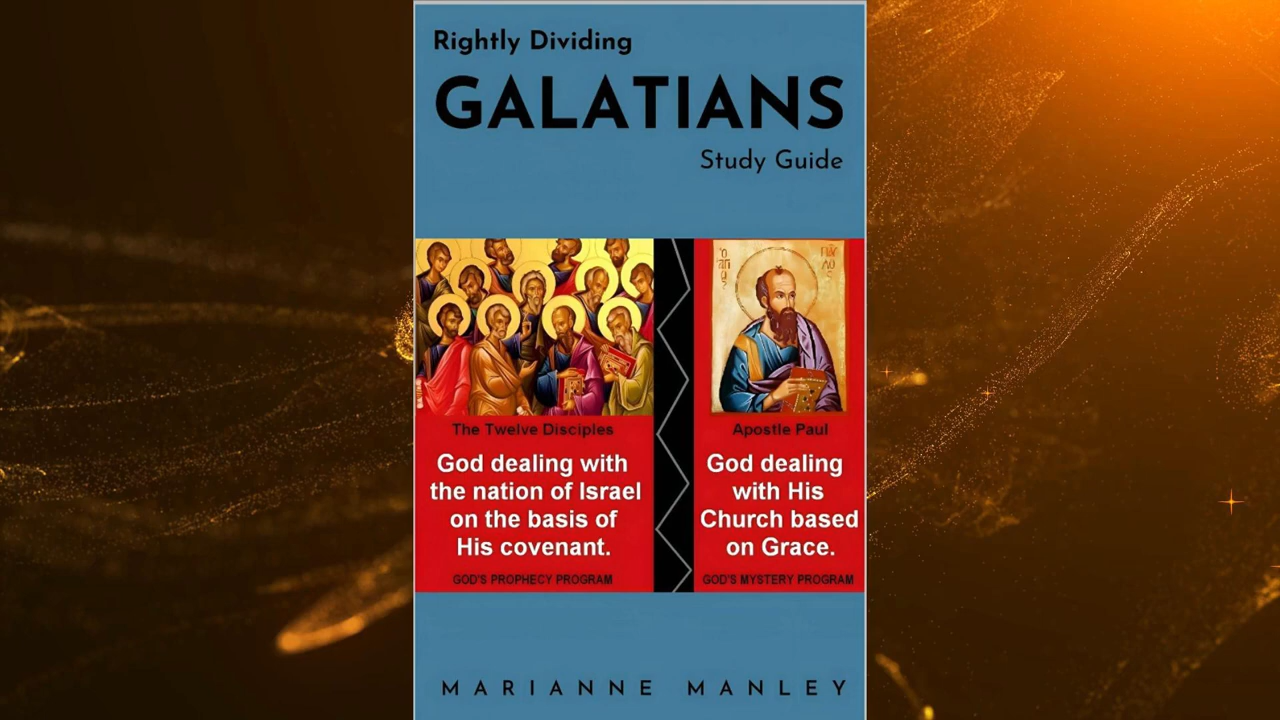 Rightly Dividing
GALATIANS
Study Guide
The Twelve Disciples
God dealing with
the nation of Israel
on the basis of
His covenant.
GOD'S PROPHECY PROGRAM
Apostle Paul
God dealing
with His
Church based
on Grace.
GOD'S MYSTERY PROGRAM
MARIANNE MANLEY